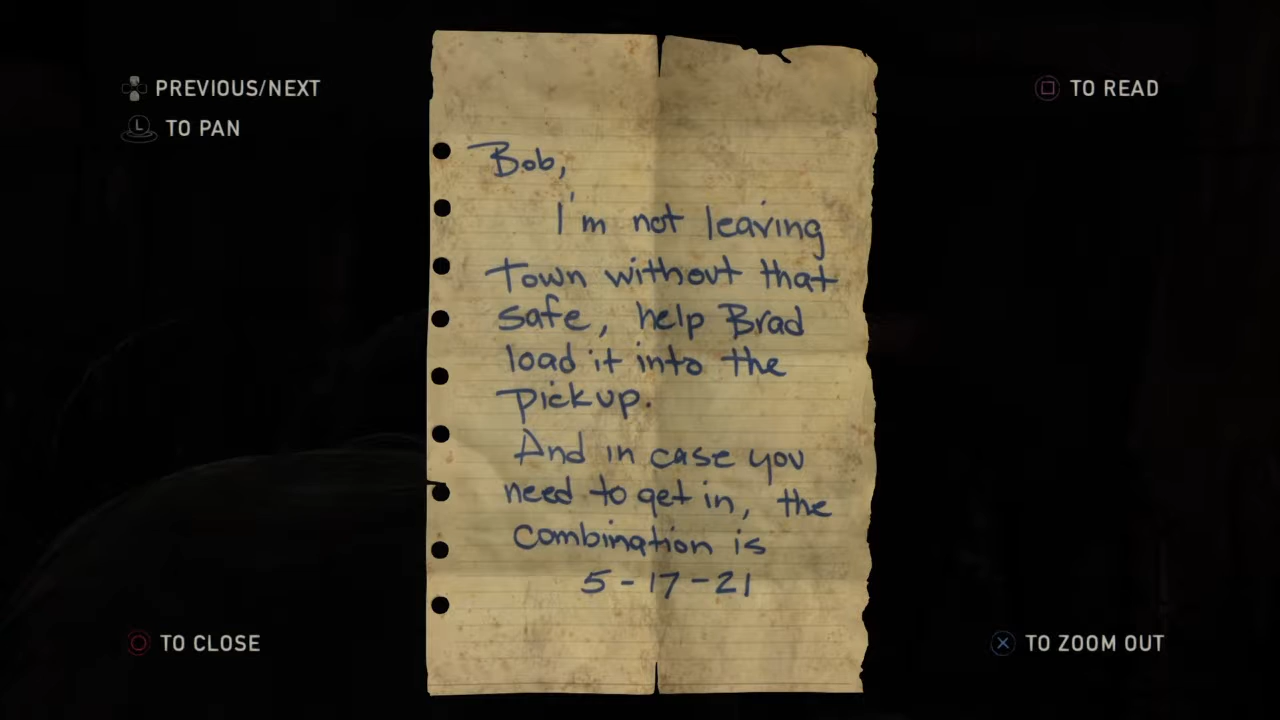 PREVIOUS/NEXT
L TO PAN
TO READ
Bob,
I'm not leaving
town without that
safe, help Brad
load it into the
pickup.
And in case you
need to get in, the
combination is
5-17-21
TO CLOSE
TO ZOOM OUT